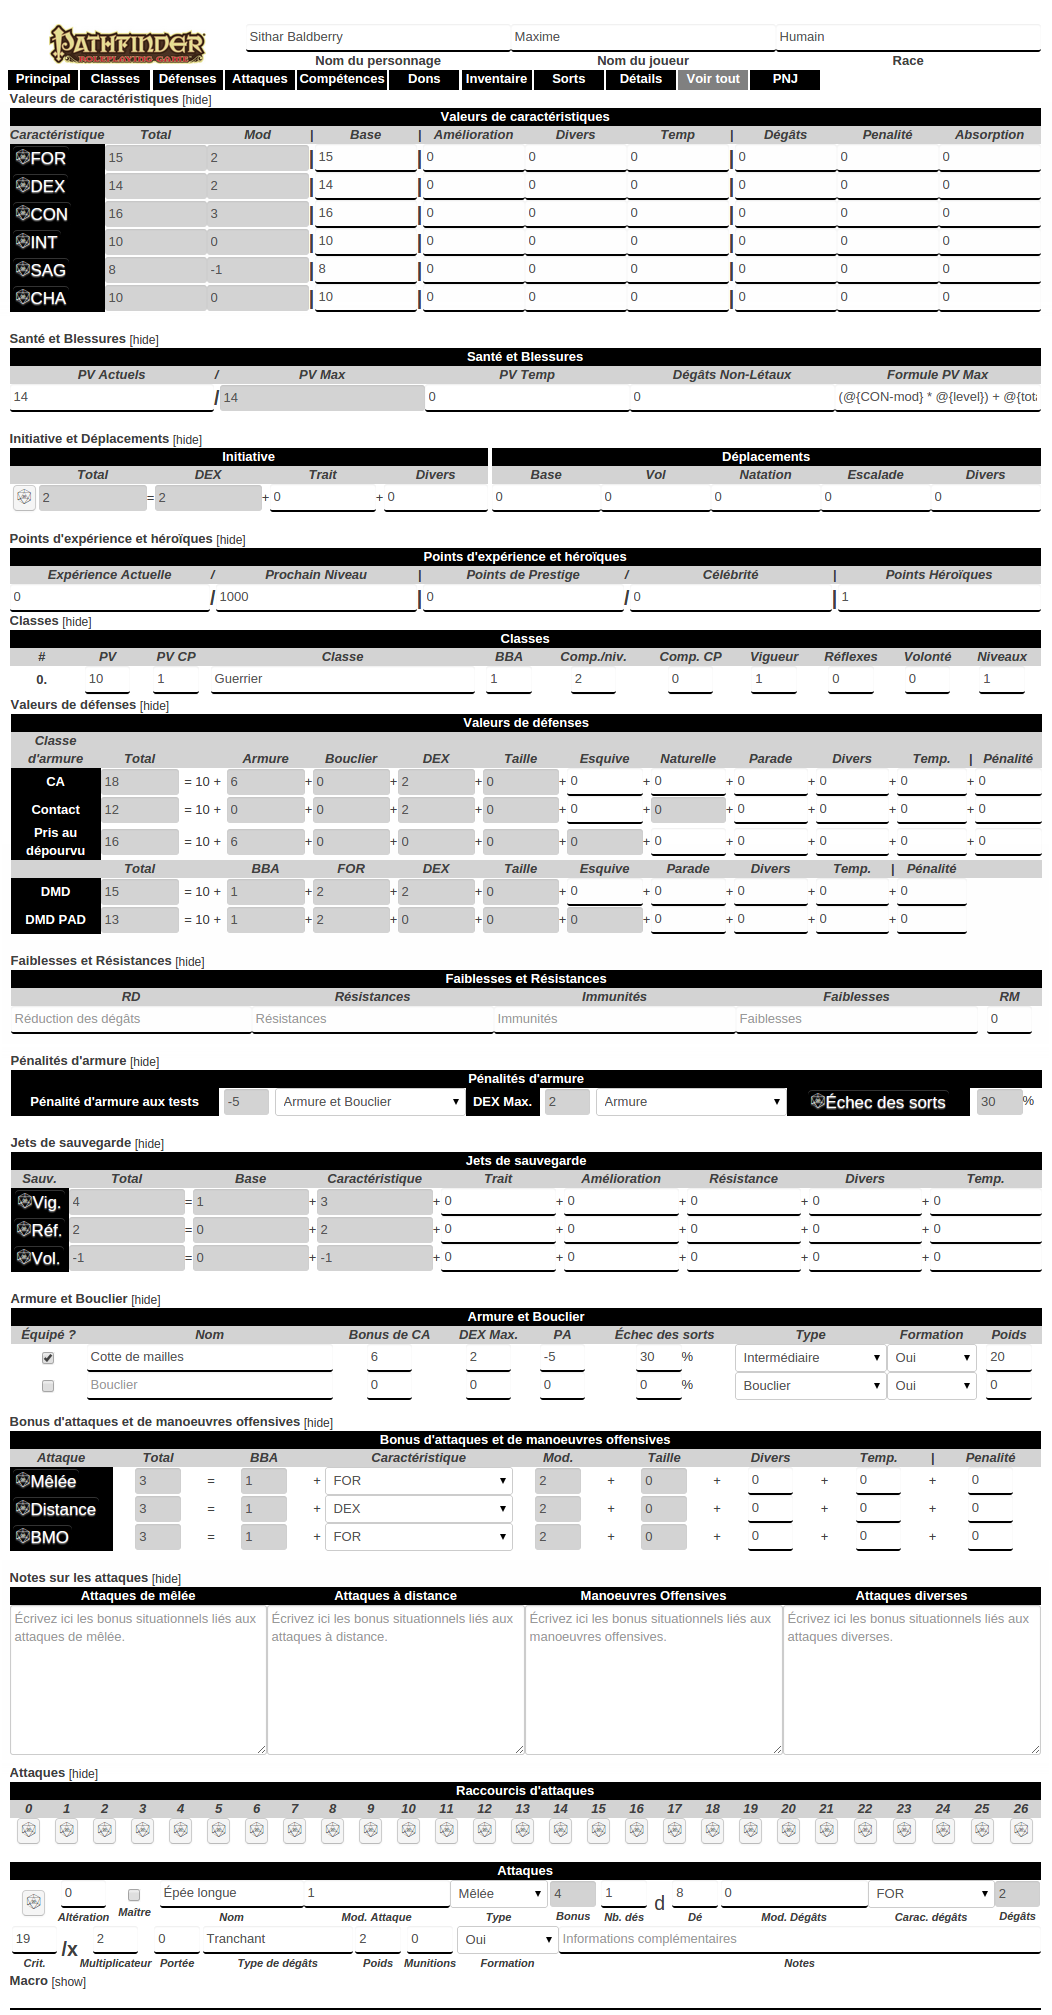 PATHFINDER
ROLEPLAYING GAME
Sithar Baldberry Maxime Humain
Nom du personnage Nom du joueur Race
Principal Classes Défenses Attaques Compétences Dons Inventaire Sorts Détails Voir tout PNJ
Valeurs de caractéristiques [hide]
Valeurs de caractéristiques
Caractéristique Total Mod | Base | Amélioration Divers Temp | Dégâts Penalité Absorption
FOR 15 2 | 15 | 0 0 0 | 0 0 0
DEX 14 2 | 14 | 0 0 0 | 0 0 0
CON 16 3 | 16 | 0 0 0 | 0 0 0
INT 10 0 | 10 | 0 0 0 | 0 0 0
SAG 8 -1 | 8 | 0 0 0 | 0 0 0
CHA 10 0 | 10 | 0 0 0 | 0 0 0
Santé et Blessures [hide]
Santé et Blessures
PV Actuels / PV Max PV Temp Dégâts Non-Létaux Formule PV Max
14 / 14 0 0 (@{CON-mod} * @{level}) + @{tota
Initiative et Déplacements [hide]
Initiative Déplacements
Total DEX Trait Divers Base Vol Natation Escalade Divers
2 = 2 + 0 + 0 0 0 0 0 0
Points d'expérience et héroïques [hide]
Points d'expérience et héroïques
Expérience Actuelle / Prochain Niveau | Points de Prestige / Célébrité | Points Héroïques
0 / 1000 | 0 / 0 | 1
Classes [hide]
Classes
# PV PV CP Classe BBA Comp./niv. Comp. CP Vigueur Réflexes Volonté Niveaux
0. 10 1 Guerrier 1 2 0 1 0 0 1
Valeurs de défenses [hide]
Valeurs de défenses
Classe
d'armure Total Armure Bouclier DEX Taille Esquive Naturelle Parade Divers Temp. | Pénalité
CA 18 = 10 + 6 + 0 + 2 + 0 + 0 + 0 + 0 + 0 + 0 + 0
Contact 12 = 10 + 0 + 0 + 2 + 0 + 0 + 0 + 0 + 0 + 0 + 0
Pris au
dépourvu 16 = 10 + 6 + 0 + 0 + 0 + 0 + 0 + 0 + 0 + 0 + 0
Total BBA FOR DEX Taille Esquive Parade Divers Temp. | Pénalité
DMD 15 = 10 + 1 + 2 + 2 + 0 + 0 + 0 + 0 + 0 + 0
DMD PAD 13 = 10 + 1 + 2 + 0 + 0 + 0 + 0 + 0 + 0 + 0
Faiblesses et Résistances [hide]
Faiblesses et Résistances
RD Résistances Immunités Faiblesses RM
Réduction des dégâts Résistances Immunités Faiblesses 0
Pénalités d'armure [hide]
Pénalités d'armure
Pénalité d'armure aux tests -5 Armure et Bouclier DEX Max. 2 Armure Échec des sorts 30 %
Jets de sauvegarde [hide]
Jets de sauvegarde
Sauv. Total Base Caractéristique Trait Amélioration Résistance Divers Temp.
Vig. 4 = 1 + 3 + 0 + 0 + 0 + 0 + 0
Réf. 2 = 0 + 2 + 0 + 0 + 0 + 0 + 0
Vol. -1 = 0 + -1 + 0 + 0 + 0 + 0 + 0
Armure et Bouclier [hide]
Armure et Bouclier
Équipé ? Nom Bonus de CA DEX Max. PA Échec des sorts Type Formation Poids
Cotte de mailles 6 2 -5 30 % Intermédiaire Oui 20
Bouclier 0 0 0 0 % Bouclier Oui 0
Bonus d'attaques et de manoeuvres offensives [hide]
Bonus d'attaques et de manoeuvres offensives
Attaque Total BBA Caractéristique Mod. Taille Divers Temp. | Penalité
Mêlée 3 = 1 + FOR 2 + 0 + 0 + 0 + 0
Distance 3 = 1 + DEX 2 + 0 + 0 + 0 + 0
BMO 3 = 1 + FOR 2 + 0 + 0 + 0 + 0
Notes sur les attaques [hide]
Attaques de mêlée Attaques à distance Manoeuvres Offensives Attaques diverses
Écrivez ici les bonus situationnels liés aux Écrivez ici les bonus situationnels liés aux Écrivez ici les bonus situationnels liés aux Écrivez ici les bonus situationnels liés aux
attaques de mêlée. attaques à distance. manoeuvres offensives. attaques diverses.
Attaques [hide]
Raccourcis d'attaques
0 1 2 3 4 5 6 7 8 9 10 11 12 13 14 15 16 17 18 19 20 21 22 23 24 25 26
Attaques
0 Épée longue 1 Mêlée 4 1 d 8 0 FOR 2
Altération Maître Nom Mod. Attaque Type Bonus Nb. dés Dé Mod. Dégâts Carac. dégâts Dégâts
19 /x 2 0 Tranchant 2 0 Oui Informations complémentaires
Crit. Multiplicateur Portée Type de dégâts Poids Munitions Formation Notes
Macro [show]